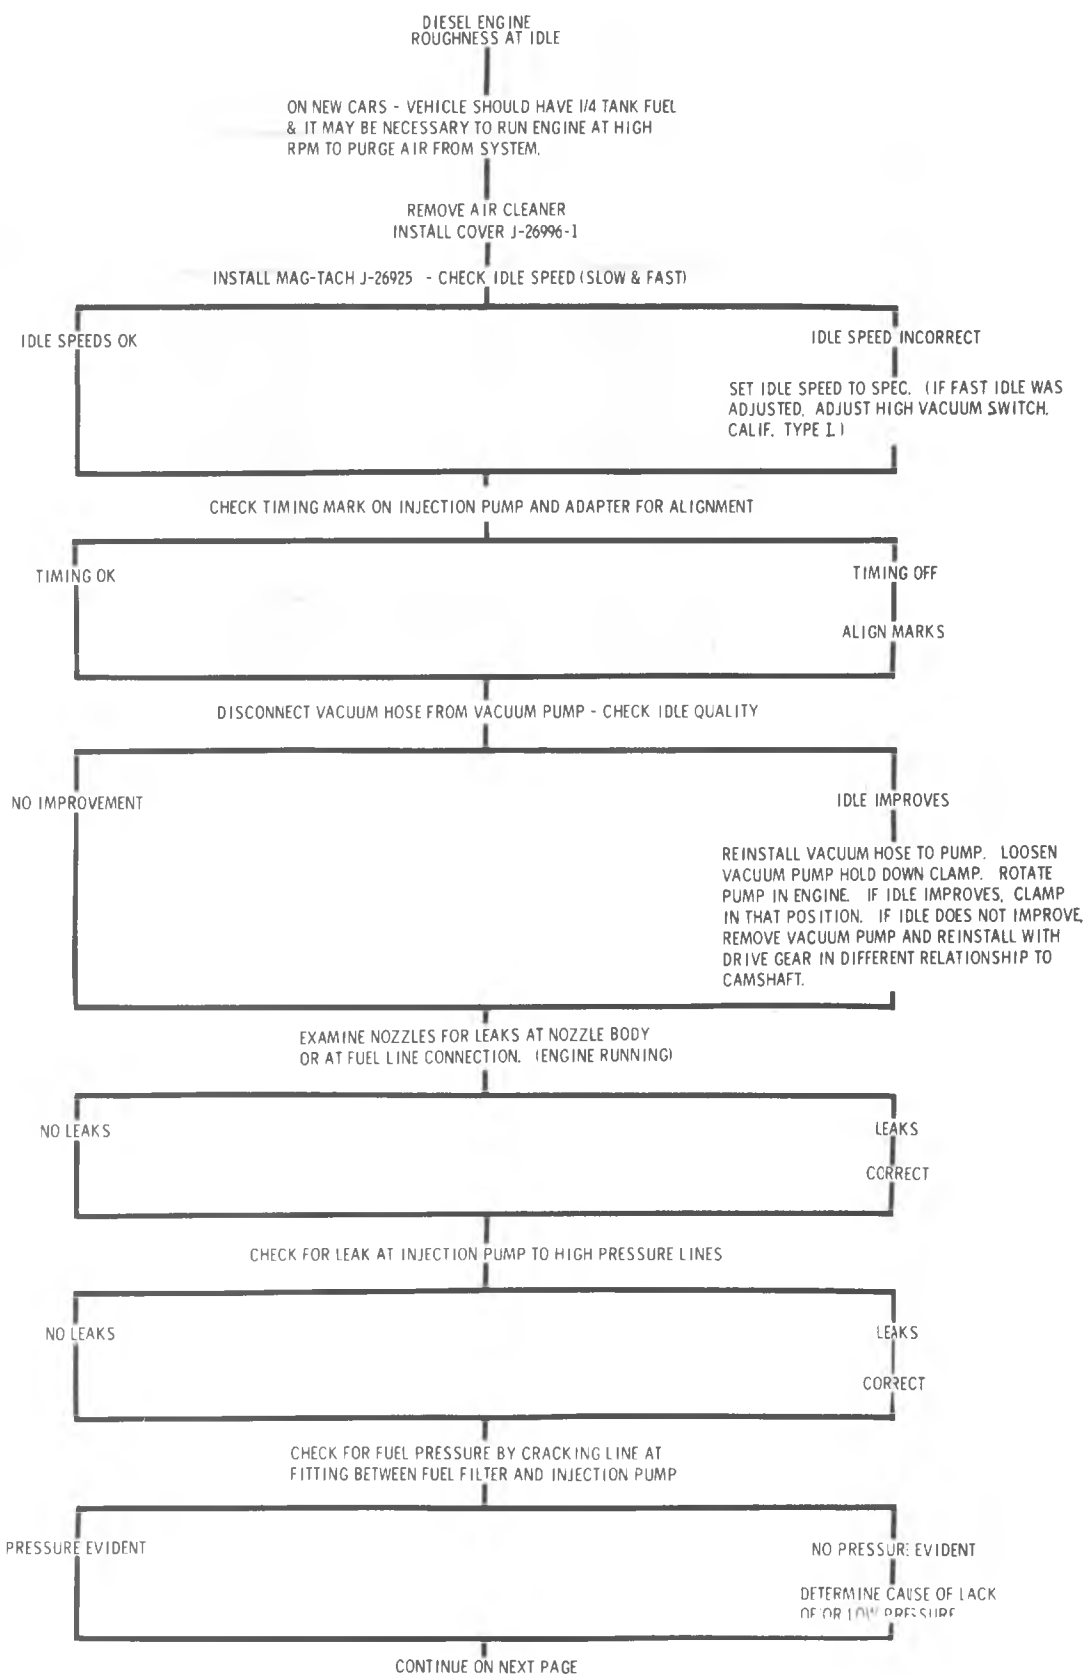 DIESEL ENGINE
ROUGHNESS AT IDLE
ON NEW CARS - VEHICLE SHOULD HAVE 1/4 TANK FUEL
& IT MAY BE NECESSARY TO RUN ENGINE AT HIGH
RPM TO PURGE AIR FROM SYSTEM.
REMOVE AIR CLEANER
INSTALL COVER J-26996-1
INSTALL MAG-TACH J-26925 - CHECK IDLE SPEED (SLOW & FAST)
IDLE SPEEDS OK
IDLE SPEED INCORRECT
SET IDLE SPEED TO SPEC. (IF FAST IDLE WAS
ADJUSTED, ADJUST HIGH VACUUM SWITCH,
CALIF. TYPE I.)
CHECK TIMING MARK ON INJECTION PUMP AND ADAPTER FOR ALIGNMENT
TIMING OK
TIMING OFF
ALIGN MARKS
DISCONNECT VACUUM HOSE FROM VACUUM PUMP - CHECK IDLE QUALITY
NO IMPROVEMENT
IDLE IMPROVES
REINSTALL VACUUM HOSE TO PUMP. LOOSEN
VACUUM PUMP HOLD DOWN CLAMP. ROTATE
PUMP IN ENGINE. IF IDLE IMPROVES, CLAMP
IN THAT POSITION. IF IDLE DOES NOT IMPROVE,
REMOVE VACUUM PUMP AND REINSTALL WITH
DRIVE GEAR IN DIFFERENT RELATIONSHIP TO
CAMSHAFT.
EXAMINE NOZZLES FOR LEAKS AT NOZZLE BODY
OR AT FUEL LINE CONNECTION. (ENGINE RUNNING)
NO LEAKS
LEAKS
CORRECT
CHECK FOR LEAK AT INJECTION PUMP TO HIGH PRESSURE LINES
NO LEAKS
LEAKS
CORRECT
CHECK FOR FUEL PRESSURE BY CRACKING LINE AT
FITTING BETWEEN FUEL FILTER AND INJECTION PUMP
PRESSURE EVIDENT
NO PRESSURE EVIDENT
DETERMINE CAUSE OF LACK
OF OR LOW PRESSURE
CONTINUE ON NEXT PAGE